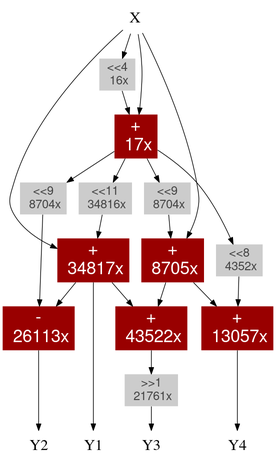 X
<<4
16x
+
17x
<<9
8704x
<<11
34816x
<<9
8704x
<<8
4352x
+
34817x
+
8705x
-
26113x
+
43522x
+
13057x
>>1
21761x
Y2
Y1
Y3
Y4